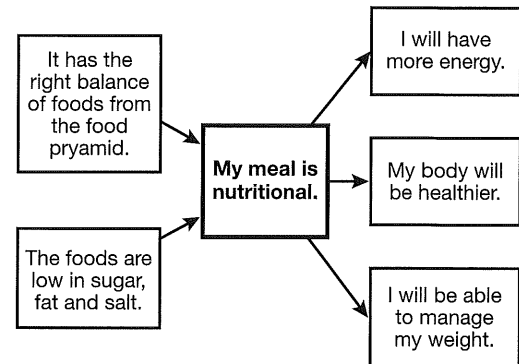 It has the
right balance
of foods from
the food
pryamid.
The foods are
low in sugar,
fat and salt.
My meal is
nutritional.
I will have
more energy.
My body will
be healthier.
I will be able
to manage
my weight.